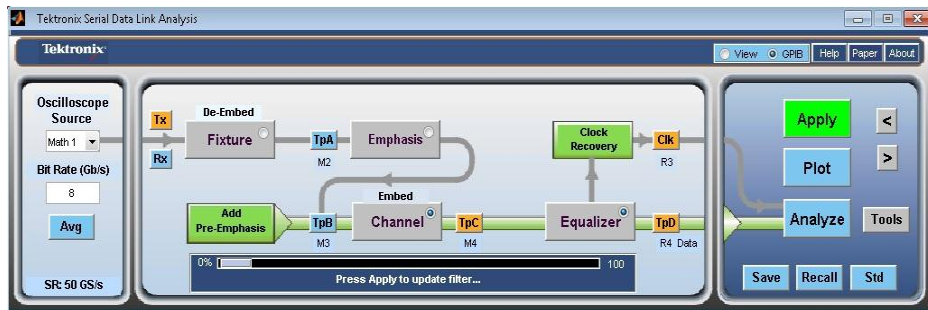 Tektronix Serial Data Link Analysis
Tektronix
View GPIB Help Paper About
Oscilloscope
Source
Math 1
Bit Rate (Gb/s)
8
Avg
SR: 50 GS/s
Tx
Rx
De-Embed
Fixture
TpA
M2
Emphasis
Clock
Recovery
Clk
R3
Add
Pre-Emphasis
TpB
M3
Embed
Channel
TpC
M4
Equalizer
TpD
R4 Data
0% 100
Press Apply to update filter...
Apply <
Plot >
Analyze Tools
Save Recall Std